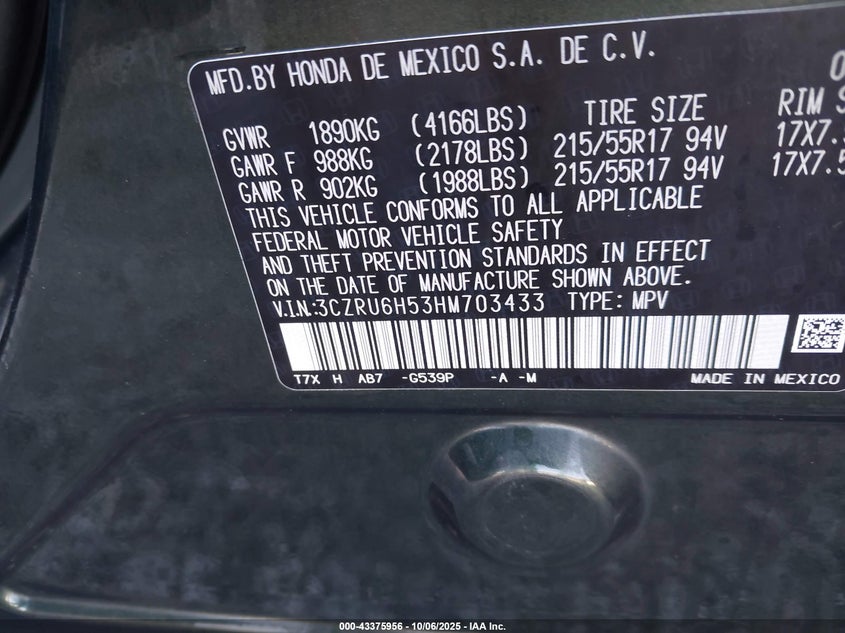 MFD.BY HONDA DE MEXICO S.A. DE C.V. 0
TIRE SIZE RIM S
GVWR 1890KG (4166LBS)
GAWR F 988KG (2178LBS) 215/55R17 94V 17X7.5
GAWR R 902KG (1988LBS) 215/55R17 94V 17X7.5
THIS VEHICLE CONFORMS TO ALL APPLICABLE
FEDERAL MOTOR VEHICLE SAFETY
AND THEFT PREVENTION STANDARDS IN EFFECT
ON THE DATE OF MANUFACTURE SHOWN ABOVE.
V.I.N.:3CZRU6H53HM703433 TYPE: MPV
T7X H AB7 -G539P -A -M MADE IN MEXICO
000-43375956 - 10/06/2025 - IAA Inc.